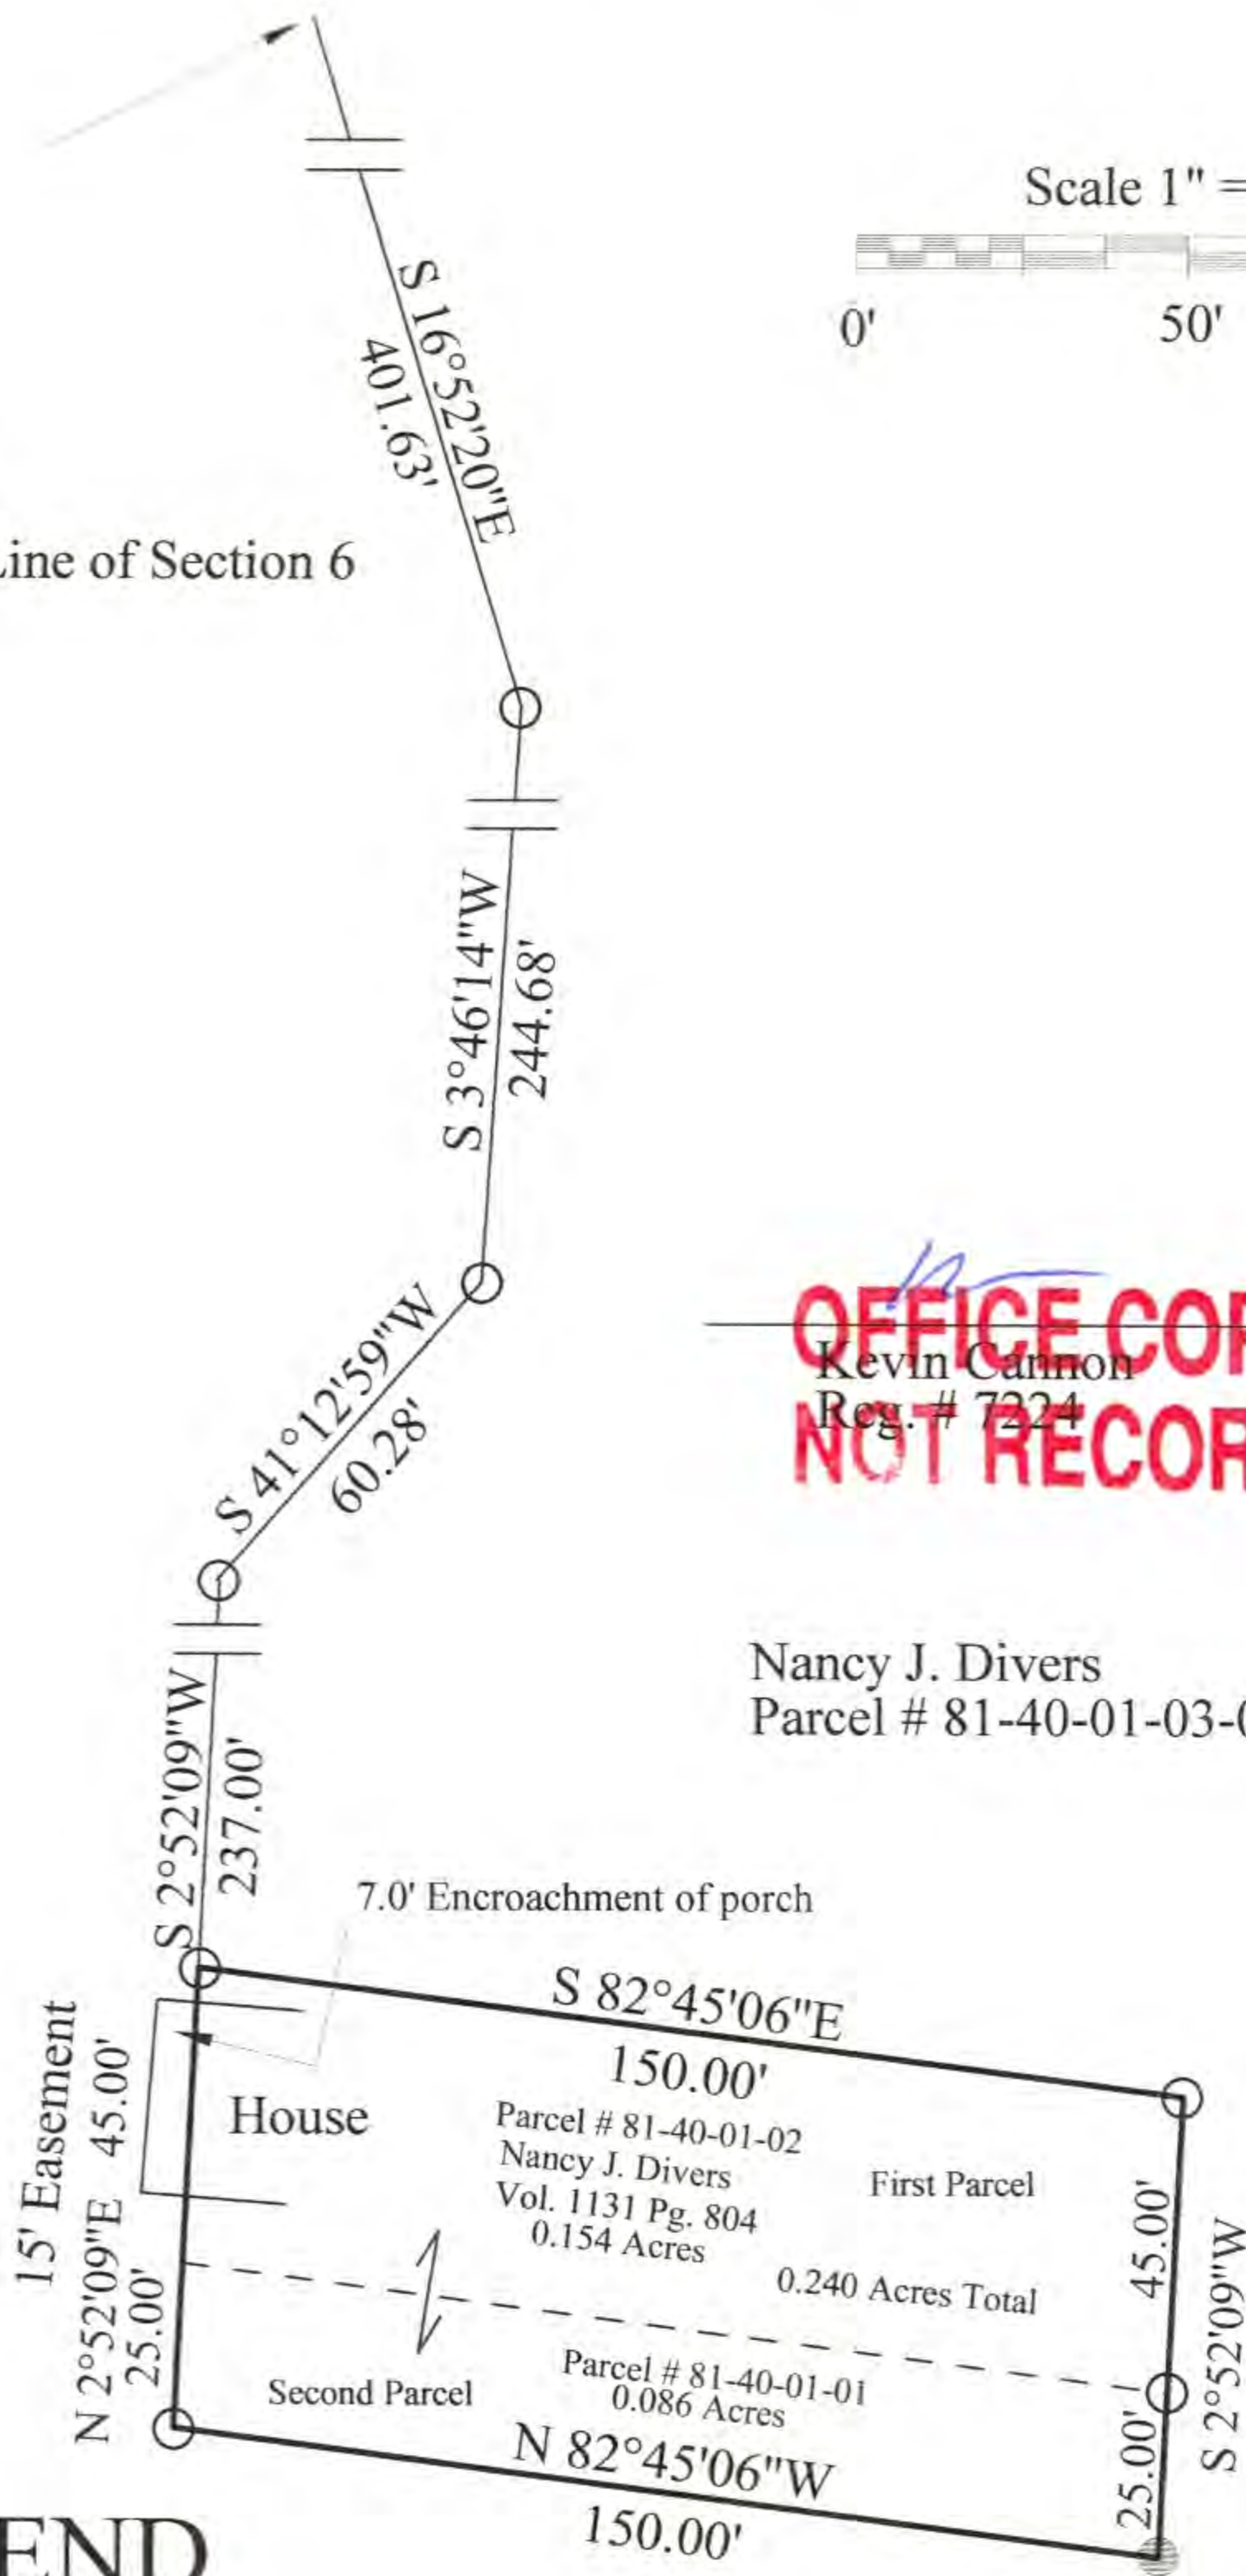 Scale 1" =
0' 50'
S 16°52'20"E
401.63'
Line of Section 6
S 3°46'14"W
244.68'
S 41°12'59"W
60.28'
OFFICE COP
Kevin Cannon
Reg. # 7224
NOT RECOR
Nancy J. Divers
Parcel # 81-40-01-03-0
S 2°52'09"W
237.00'
7.0' Encroachment of porch
S 82°45'06"E
150.00'
15' Easement
N 2°52'09"E 45.00'
25.00'
House
Parcel # 81-40-01-02
Nancy J. Divers
Vol. 1131 Pg. 804
0.154 Acres
First Parcel
0.240 Acres Total
45.00'
S 2°52'09"W
25.00'
Second Parcel
Parcel # 81-40-01-01
0.086 Acres
N 82°45'06"W
150.00'
END